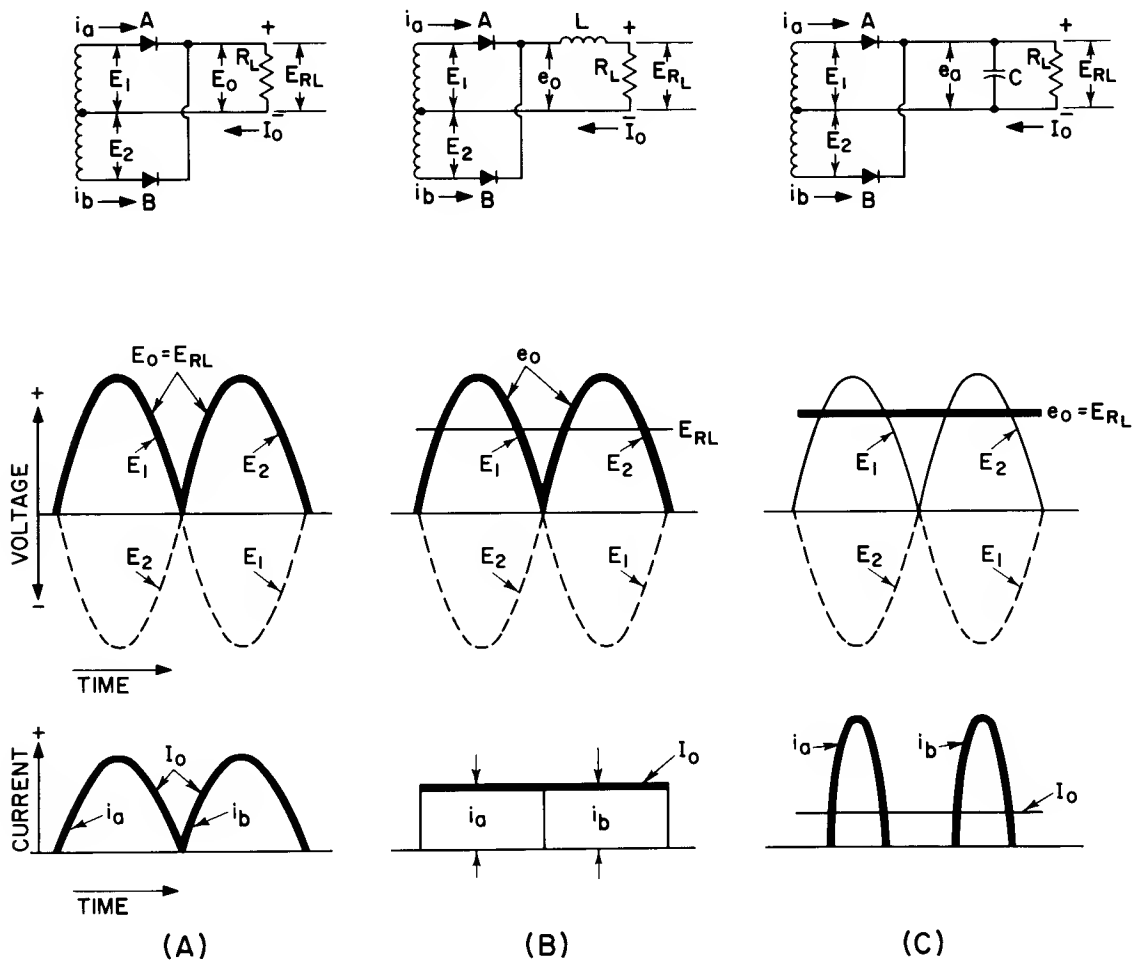 ia A
E1
E0
RL
+
ERL
E2
−
I0
ib B
ia A
L
E1
e0
RL
+
ERL
E2
−
I0
ib B
ia A
E1
ea
C
RL
+
ERL
E2
−
I0
ib B
+
VOLTAGE
−
E0 = ERL
E1
E2
E2
E1
TIME
e0
ERL
E1
E2
E2
E1
e0 = ERL
E1
E2
E2
E1
+
CURRENT
I0
ia
ib
TIME
I0
ia
ib
ia
ib
I0
(A)
(B)
(C)